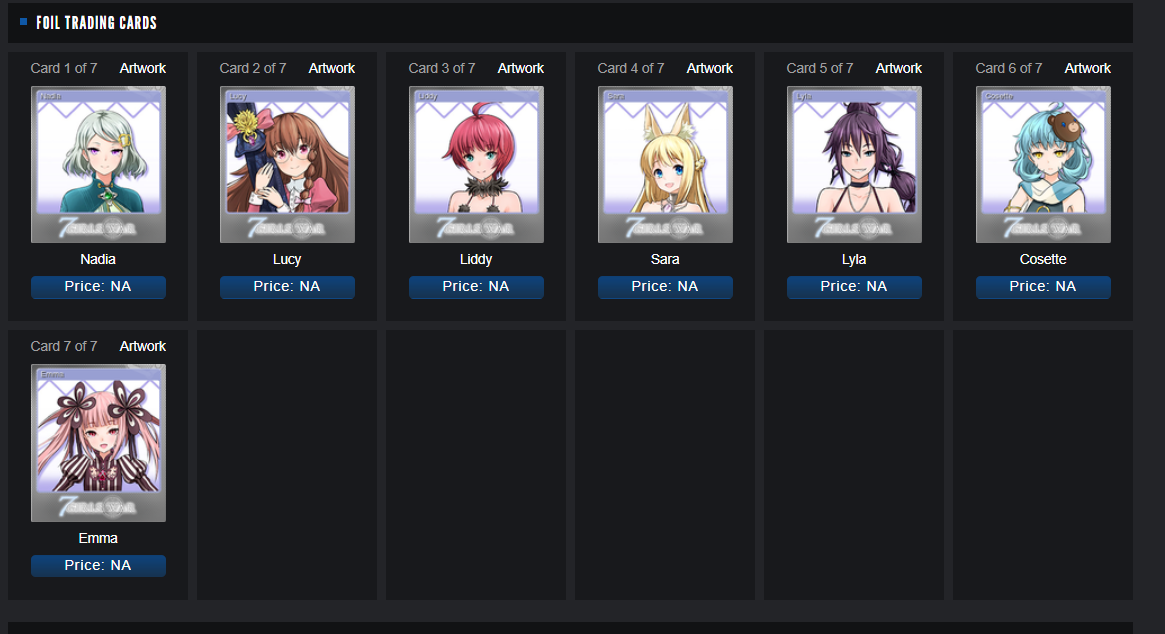 FOIL TRADING CARDS
Card 1 of 7 Artwork
Card 2 of 7 Artwork
Card 3 of 7 Artwork
Card 4 of 7 Artwork
Card 5 of 7 Artwork
Card 6 of 7 Artwork
Nadia
Lucy
Liddy
Sara
Lyla
Cosette
7 GIRLS WAR
7 GIRLS WAR
7 GIRLS WAR
7 GIRLS WAR
7 GIRLS WAR
7 GIRLS WAR
Nadia
Lucy
Liddy
Sara
Lyla
Cosette
Price: NA
Price: NA
Price: NA
Price: NA
Price: NA
Price: NA
Card 7 of 7 Artwork
Emma
7 GIRLS WAR
Emma
Price: NA